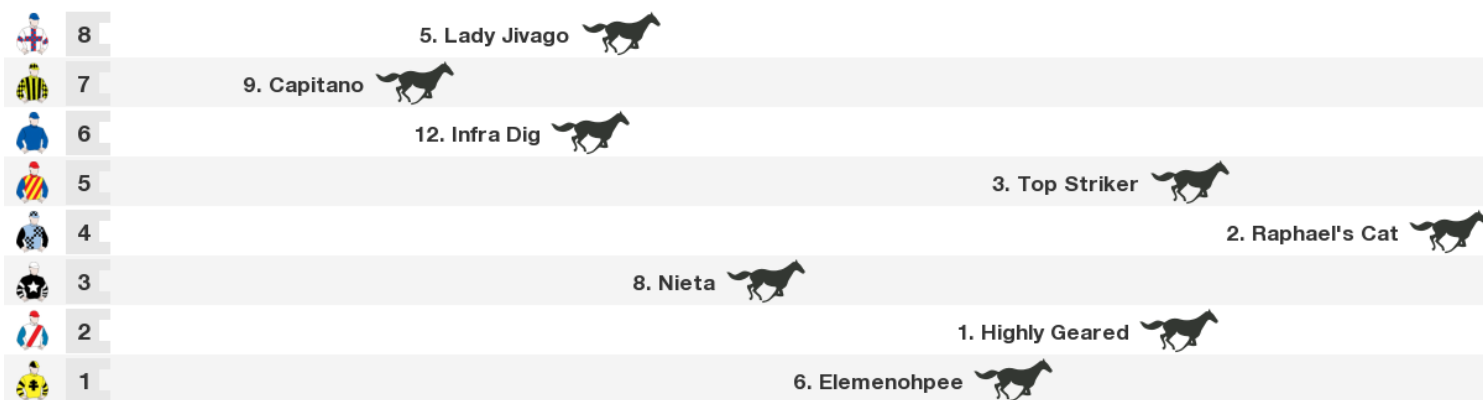 8 5. Lady Jivago
7 9. Capitano
6 12. Infra Dig
5 3. Top Striker
4 2. Raphael's Cat
3 8. Nieta
2 1. Highly Geared
1 6. Elemenohpee